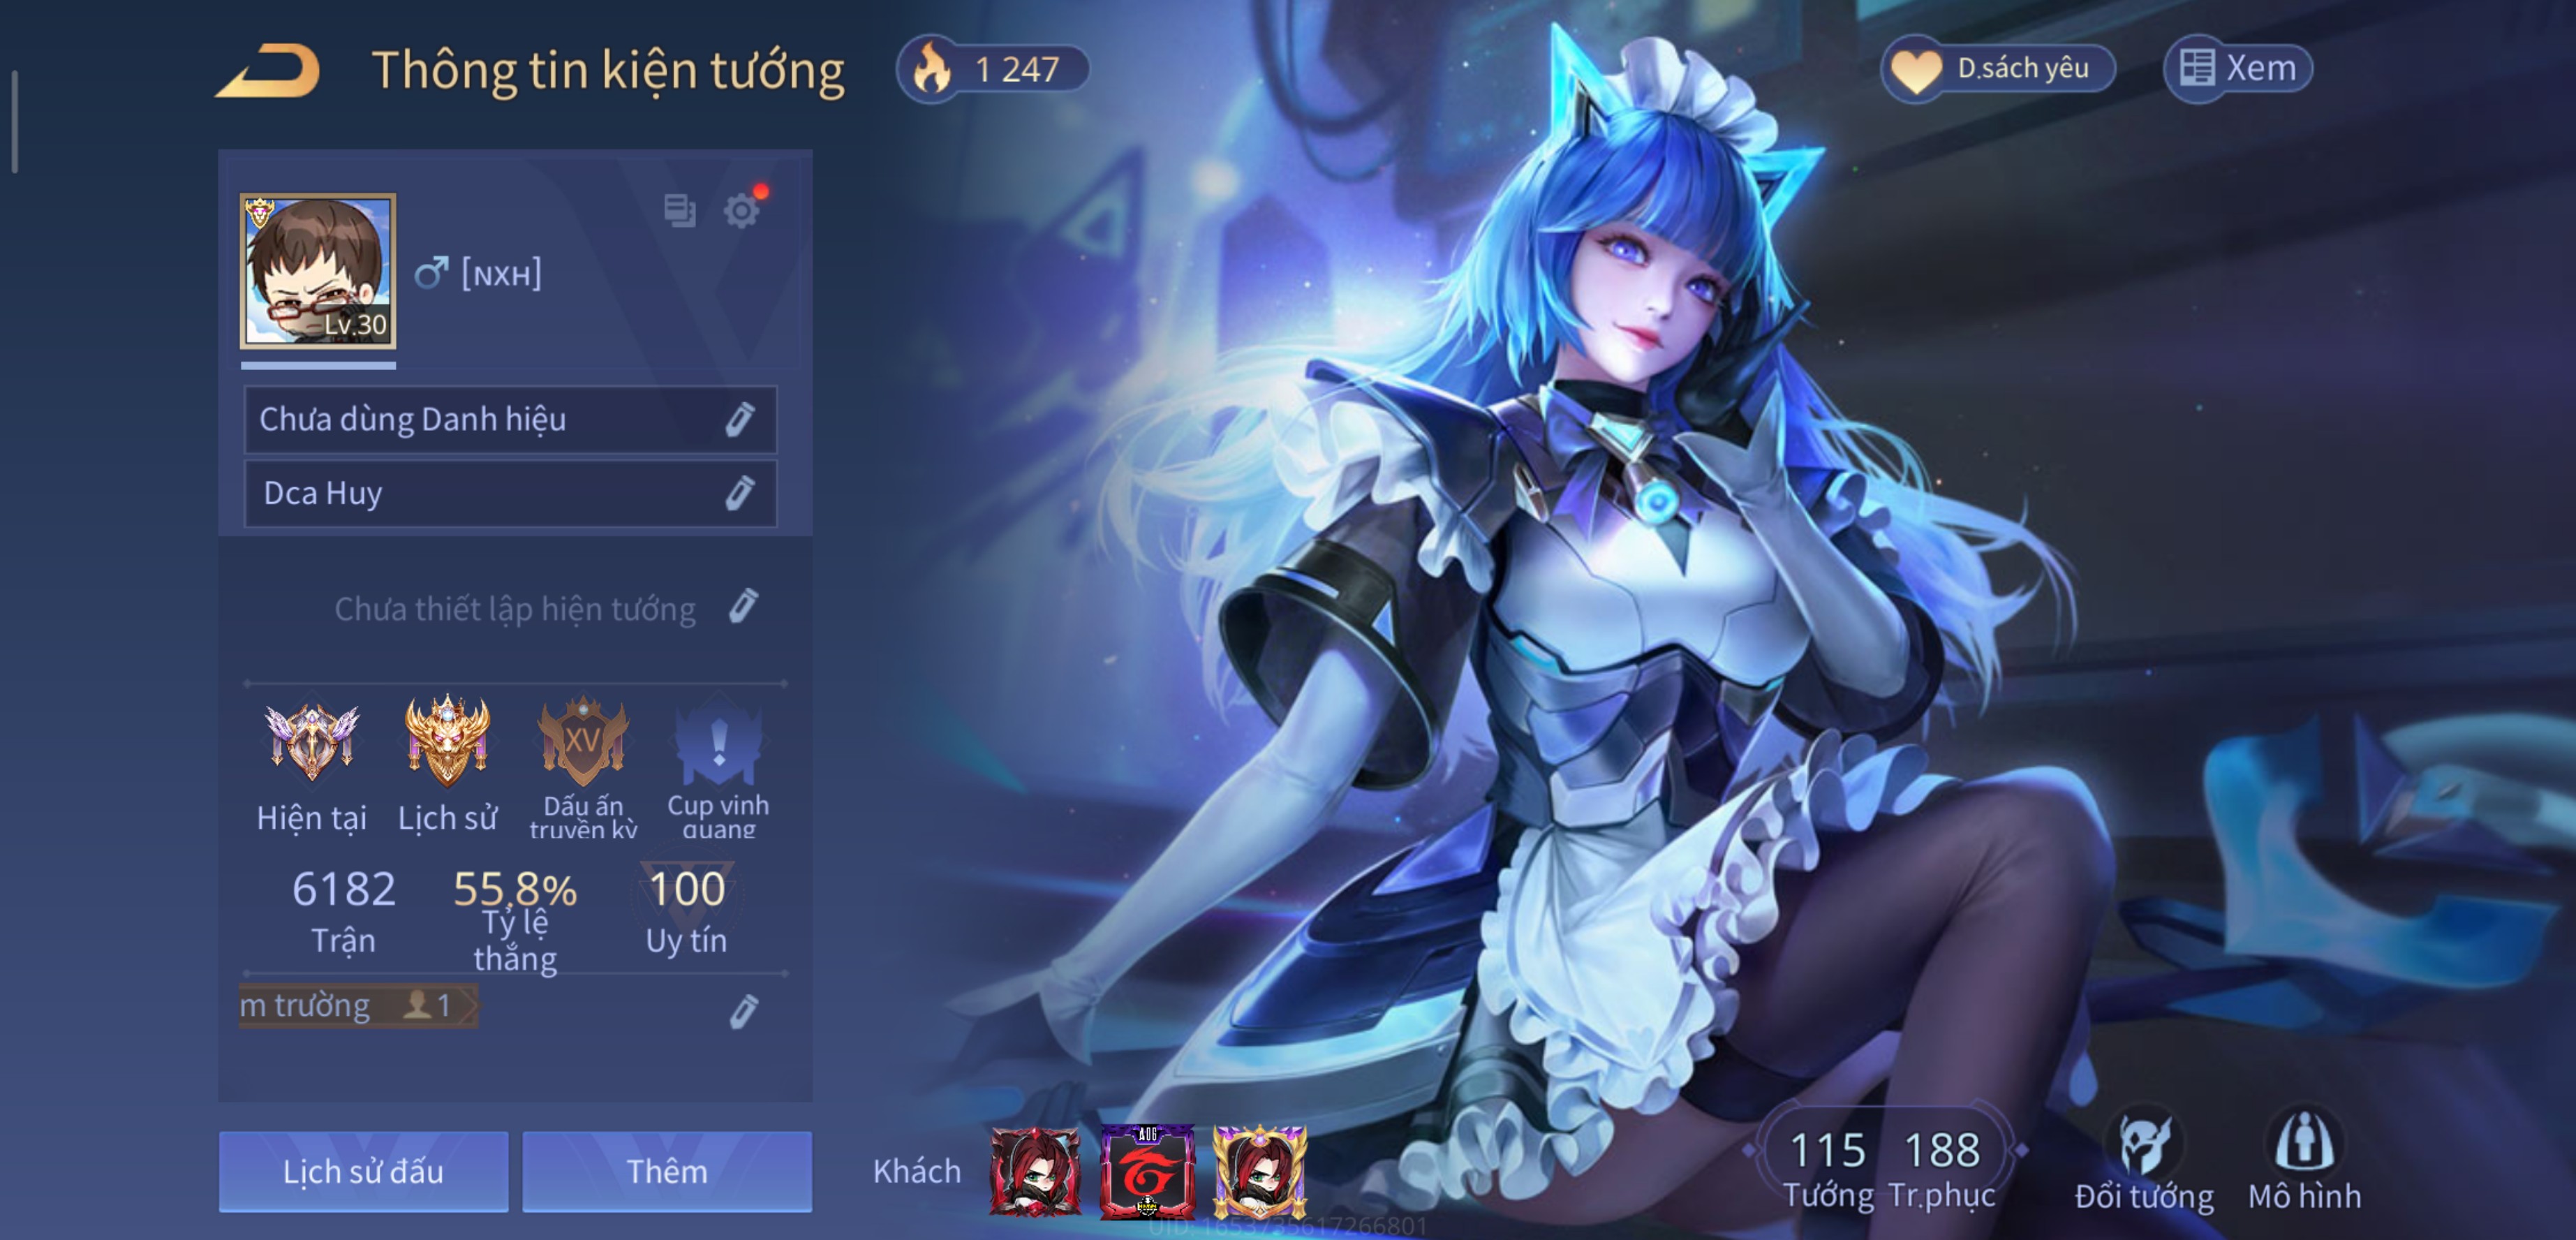 Thông tin kiện tướng
1 247
D.sách yêu
Xem
Lv.30
[NXH]
Chưa dùng Danh hiệu
Dca Huy
Chưa thiết lập hiện tướng
XV
Hiện tại
Lịch sử
Dấu ấn
truyền kỳ
Cup vinh
quang
6182
Trận
55.8%
Tỷ lệ
thắng
100
Uy tín
m trường
1
Lịch sử đấu
Thêm
Khách
AOG
115
Tướng
188
Tr.phục
Đổi tướng
Mô hình
UID: 1653735617266801